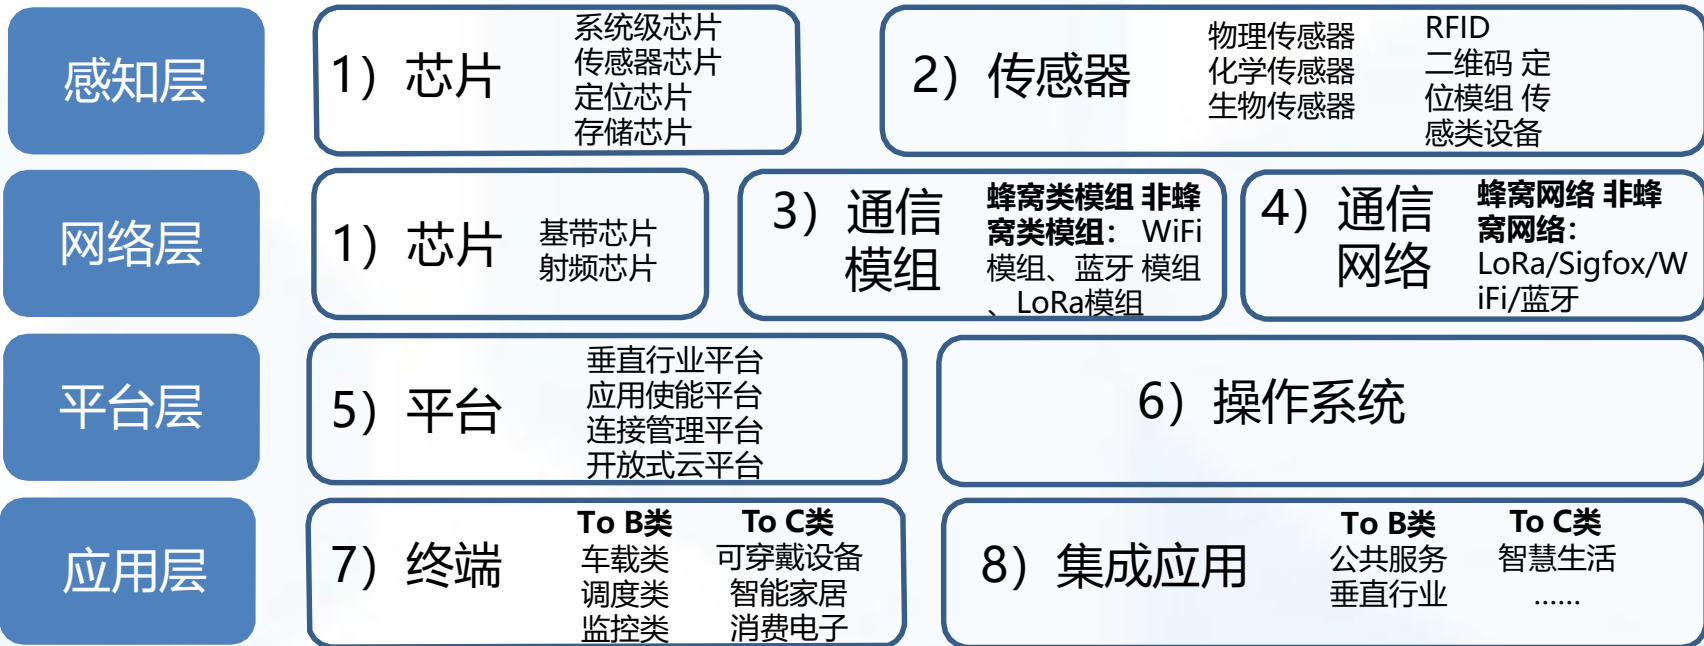 感知层
1）芯片
系统级芯片
传感器芯片
定位芯片
存储芯片
2）传感器
物理传感器
化学传感器
生物传感器
RFID
二维码 定
位模组 传
感类设备
网络层
1）芯片
基带芯片
射频芯片
3）通信
模组
蜂窝类模组 非蜂
窝类模组： WiFi
模组、蓝牙 模组
、LoRa模组
4）通信
网络
蜂窝网络 非蜂
窝网络：
LoRa/Sigfox/W
iFi/蓝牙
平台层
5）平台
垂直行业平台
应用使能平台
连接管理平台
开放式云平台
6）操作系统
应用层
7）终端
To B类
车载类
调度类
监控类
To C类
可穿戴设备
智能家居
消费电子
8）集成应用
To B类
公共服务
垂直行业
To C类
智慧生活
......